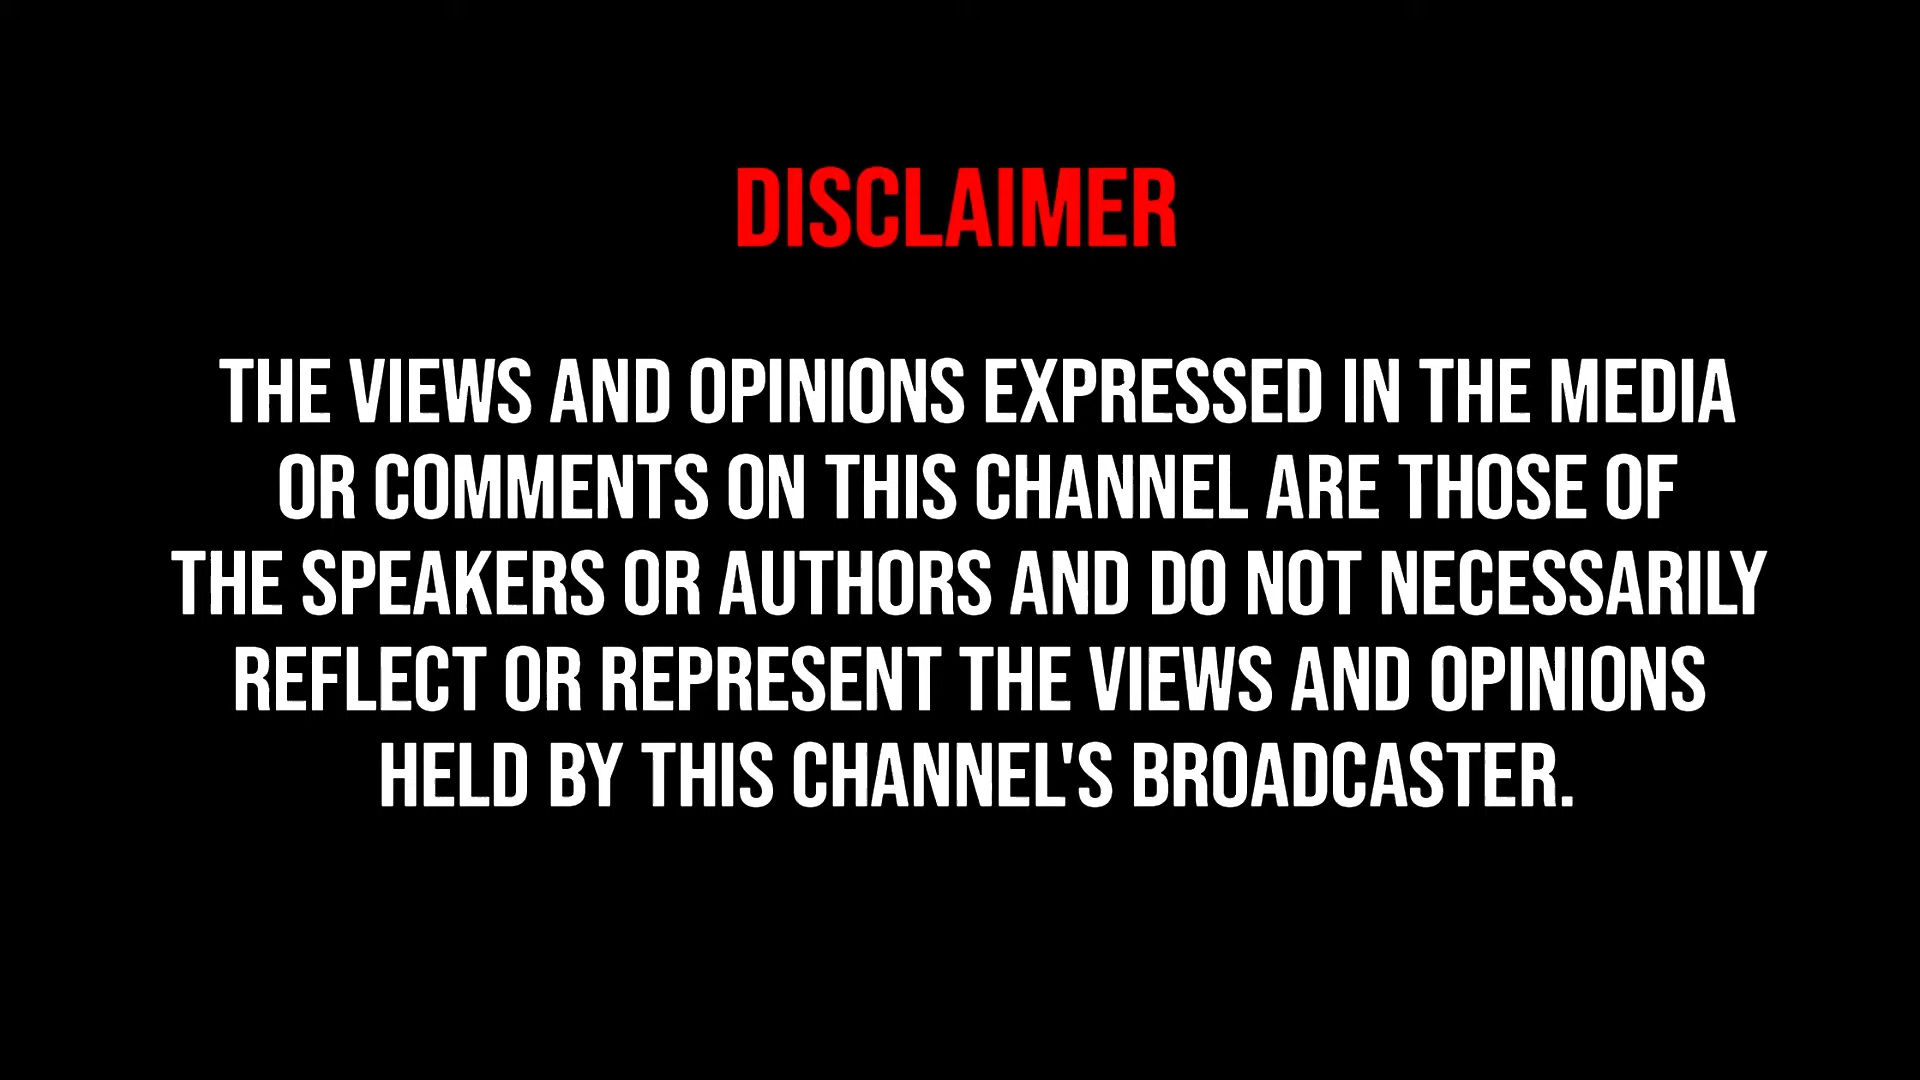 DISCLAIMER
THE VIEWS AND OPINIONS EXPRESSED IN THE MEDIA
OR COMMENTS ON THIS CHANNEL ARE THOSE OF
THE SPEAKERS OR AUTHORS AND DO NOT NECESSARILY
REFLECT OR REPRESENT THE VIEWS AND OPINIONS
HELD BY THIS CHANNEL'S BROADCASTER.